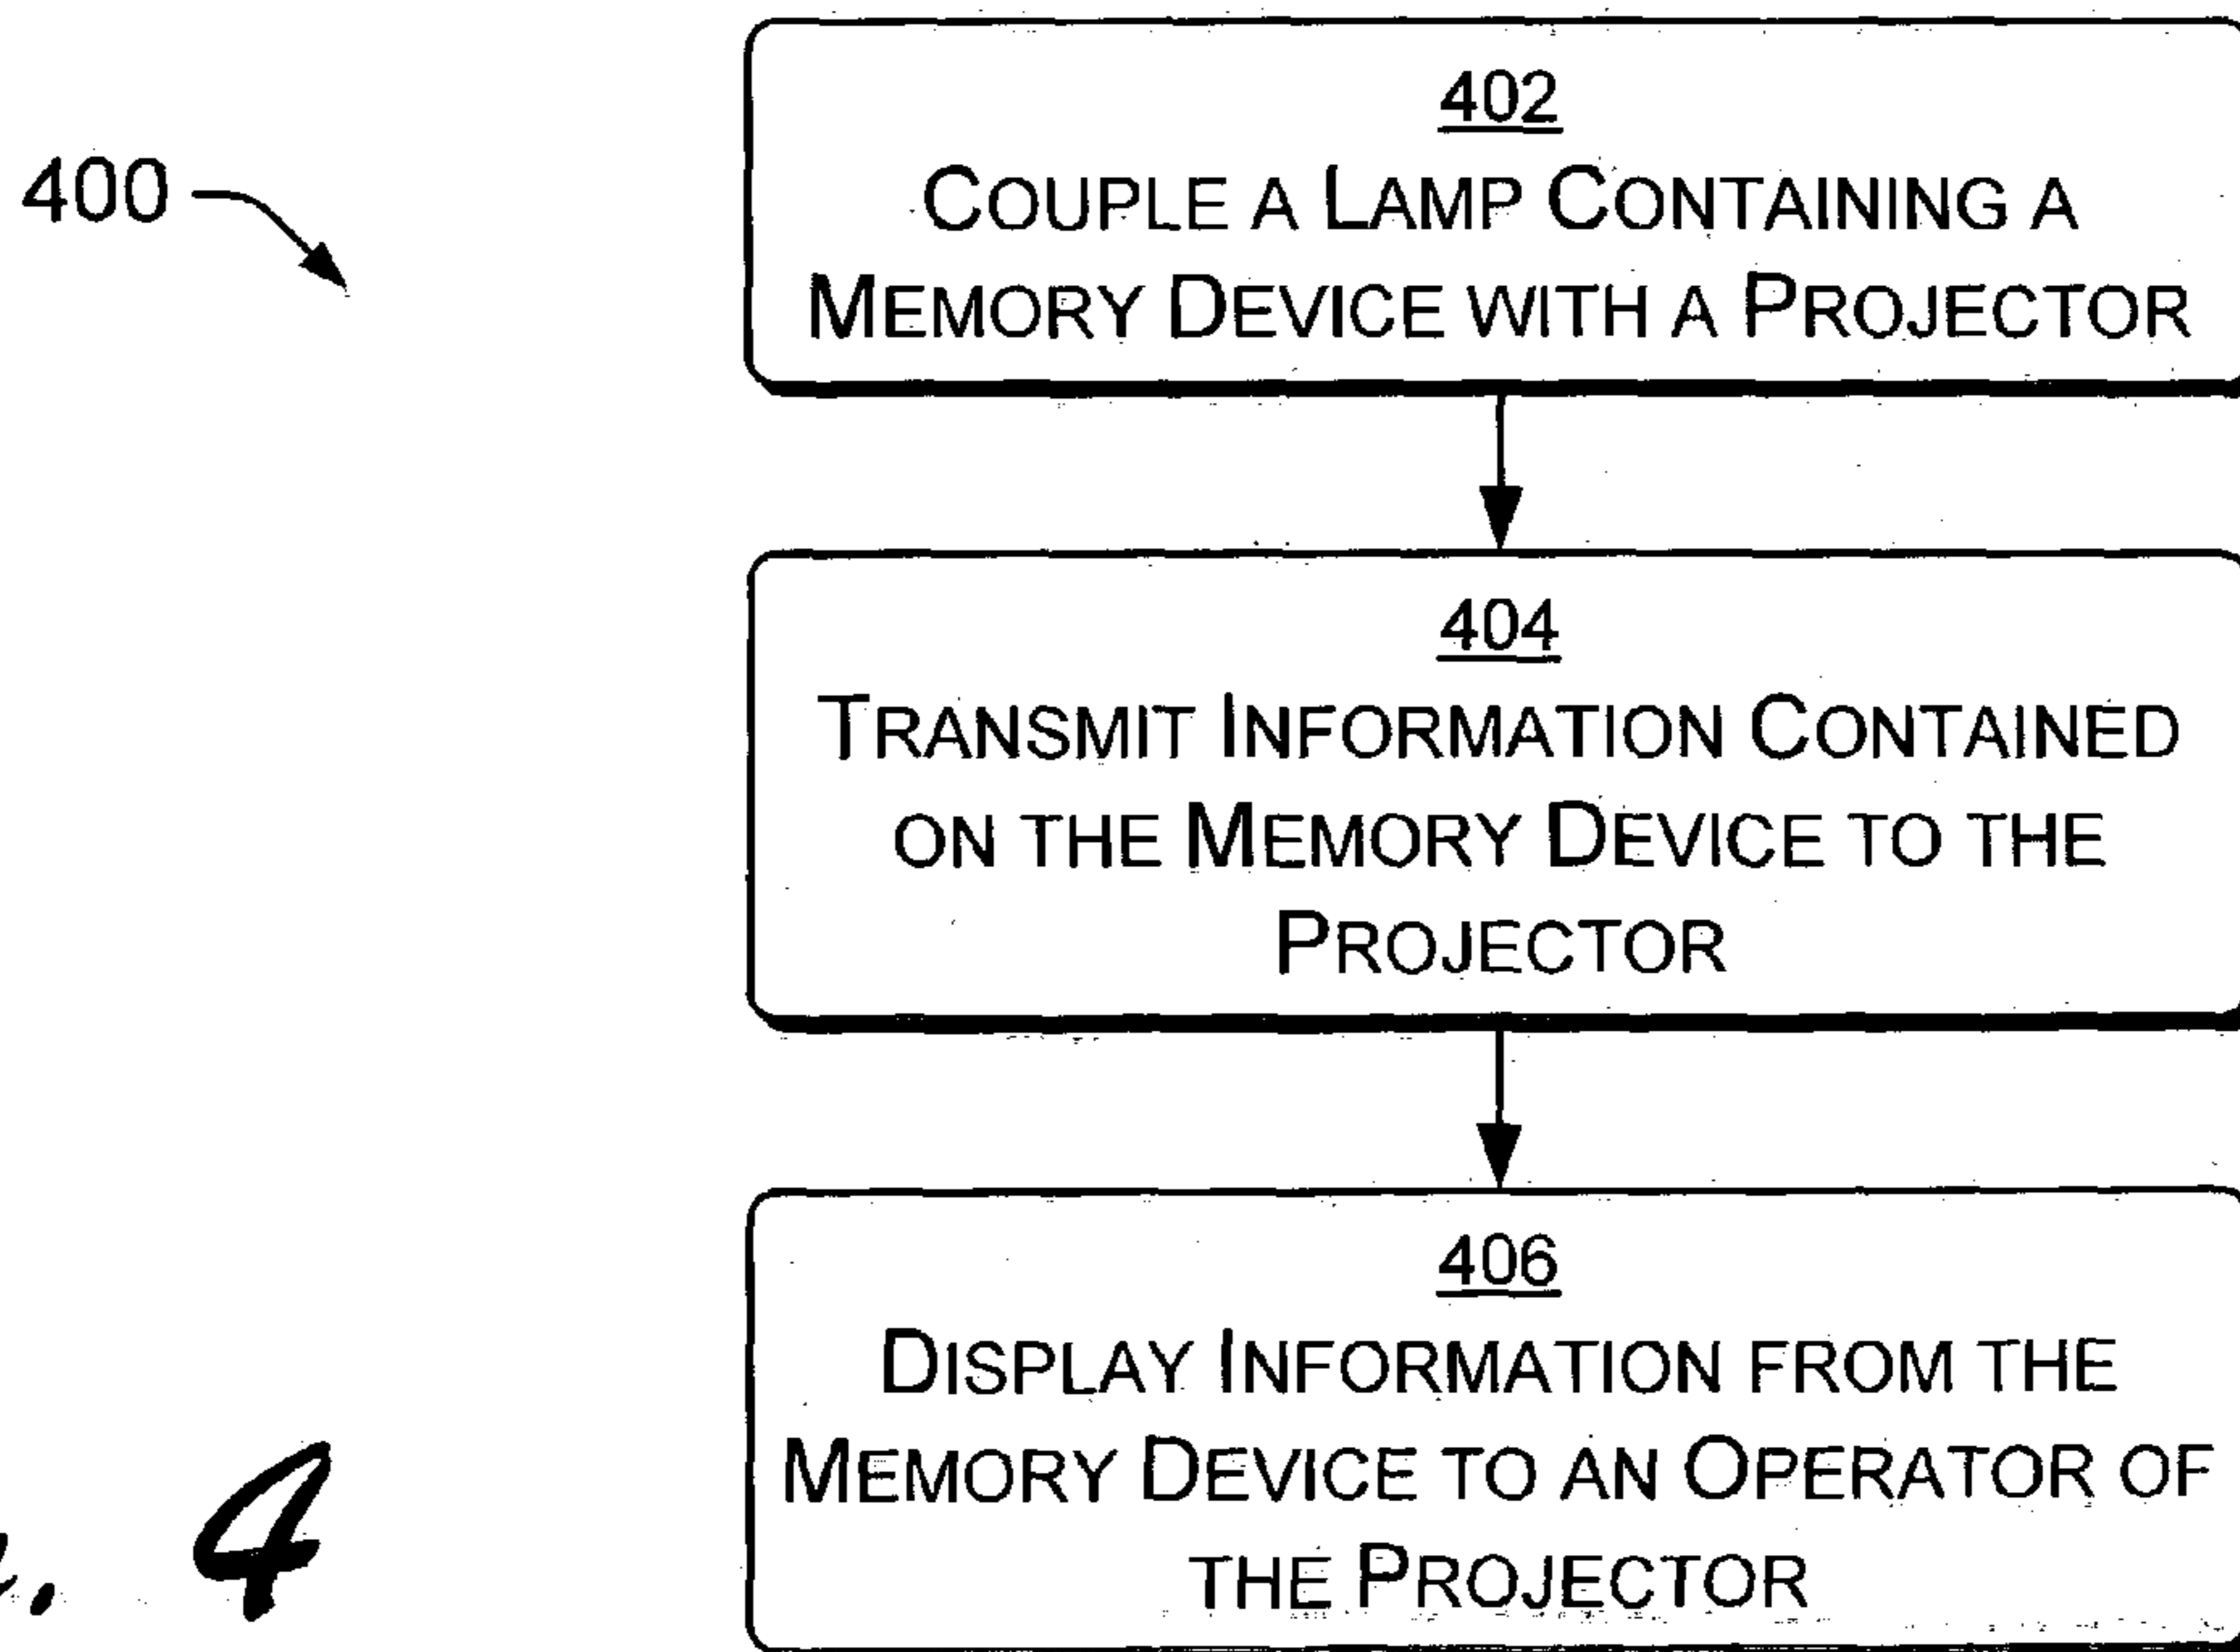 400
402
COUPLE A LAMP CONTAINING A
MEMORY DEVICE WITH A PROJECTOR
404
TRANSMIT INFORMATION CONTAINED
ON THE MEMORY DEVICE TO THE
PROJECTOR
406
DISPLAY INFORMATION FROM THE
MEMORY DEVICE TO AN OPERATOR OF
THE PROJECTOR
4